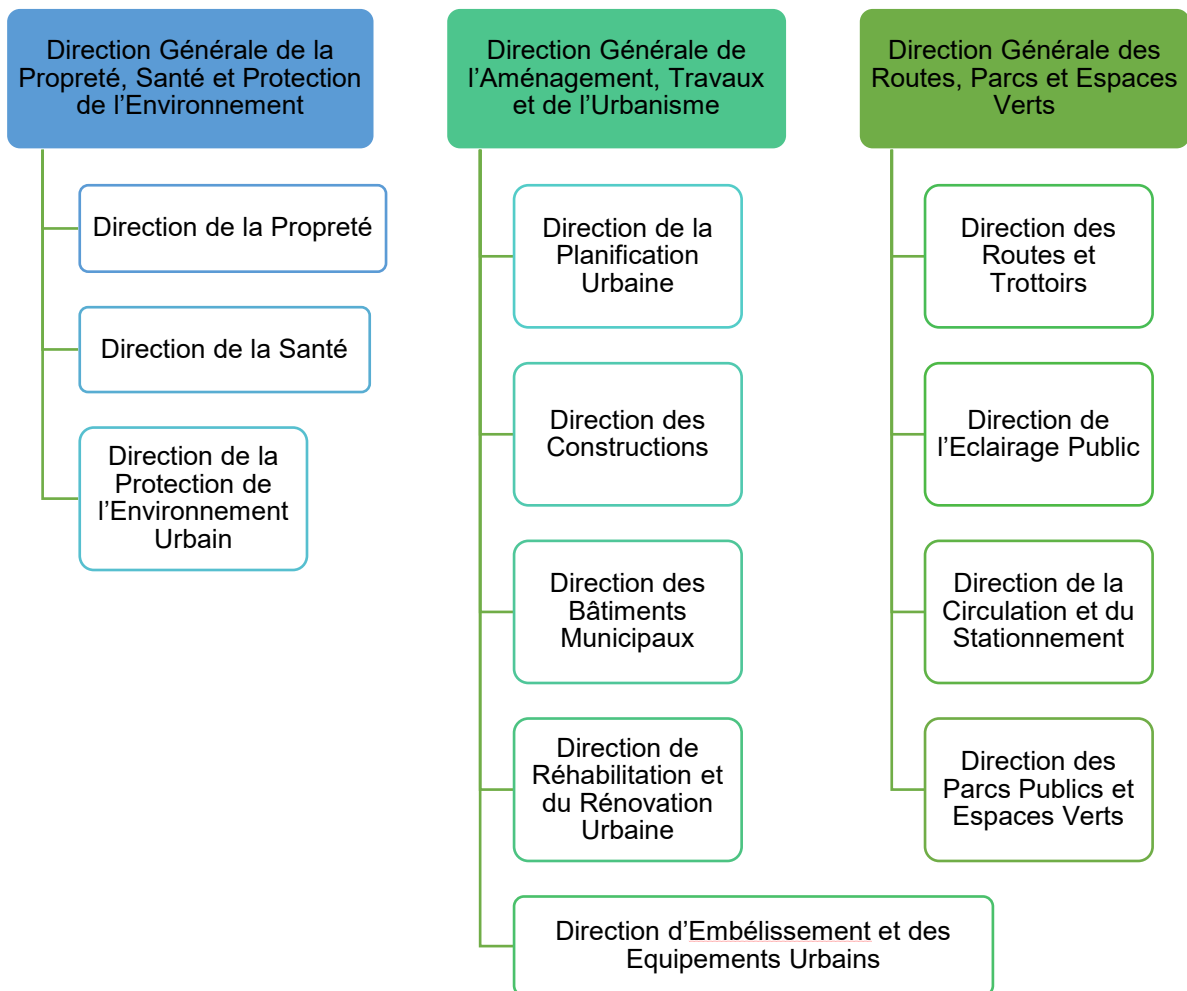 Direction Générale de la
Propreté, Santé et Protection
de l’Environnement
Direction de la Propreté
Direction de la Santé
Direction de la
Protection de
l’Environnement
Urbain
Direction Générale de
l’Aménagement, Travaux
et de l’Urbanisme
Direction de la
Planification
Urbaine
Direction des
Constructions
Direction des
Bâtiments
Municipaux
Direction de
Réhabilitation et
du Rénovation
Urbaine
Direction d’Embélissement et des
Equipements Urbains
Direction Générale des
Routes, Parcs et Espaces
Verts
Direction des
Routes et
Trottoirs
Direction de
l’Eclairage Public
Direction de la
Circulation et du
Stationnement
Direction des
Parcs Publics et
Espaces Verts